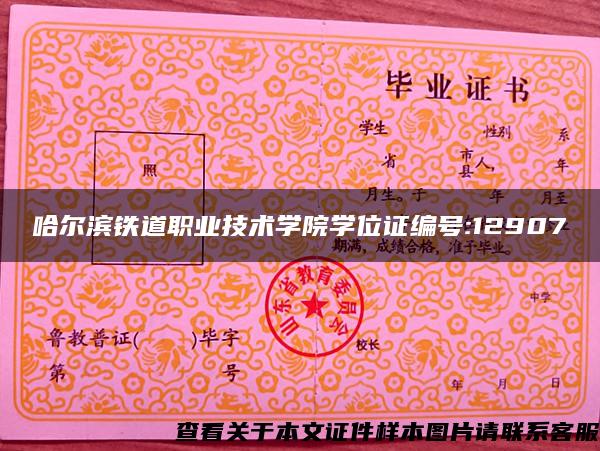 毕业证书
学生 性别 系
省 市县人, 年
照
月生。于 年 月至
哈尔滨铁道职业技术学院学位证编号:12907
期满,成绩合格,准予毕业。
山东省教育委员会
中学
鲁教普证( )毕字
校长
第 号
年 月 日
查看关于本文证件样本图片请联系客服